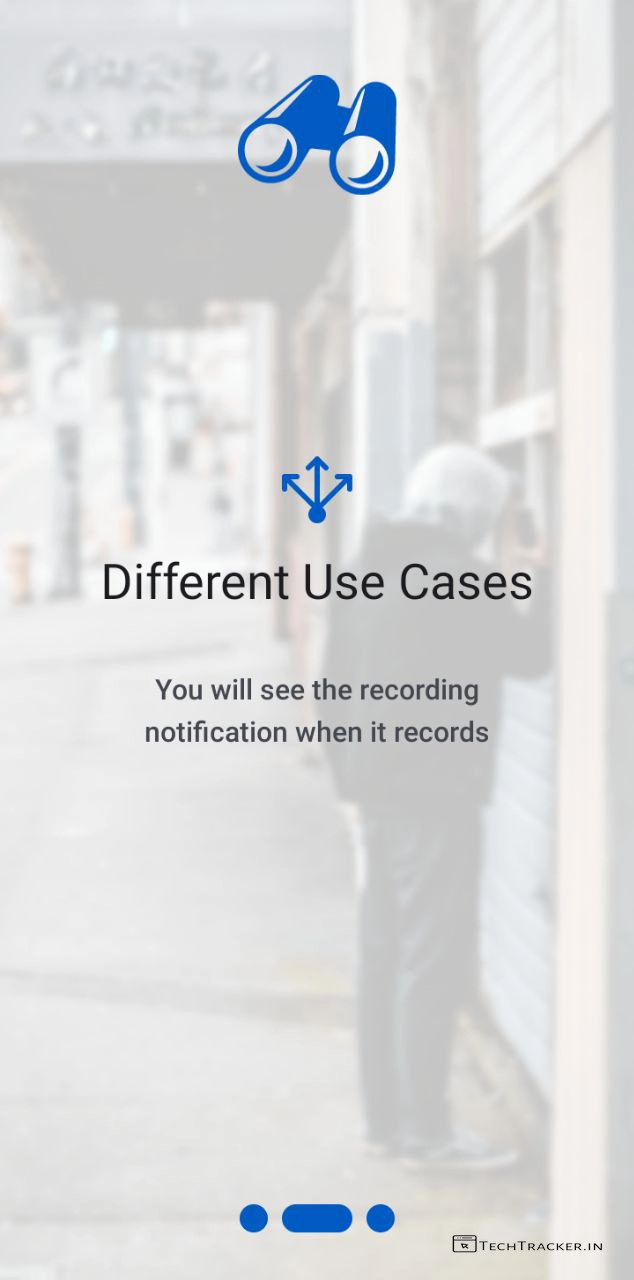 Different Use Cases
You will see the recording
notification when it records
TECHTRACKER.IN